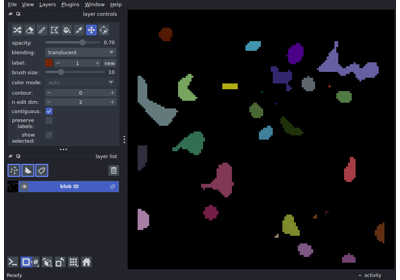 File View Layers Plugins Window Help
layer controls
opacity: 0.70
blending: translucent
label: 1 new
brush size: 10
color mode: auto
contour: 0
n edit dim: 2
contiguous:
preserve labels:
show selected:
layer list
blob ID
Ready
activity